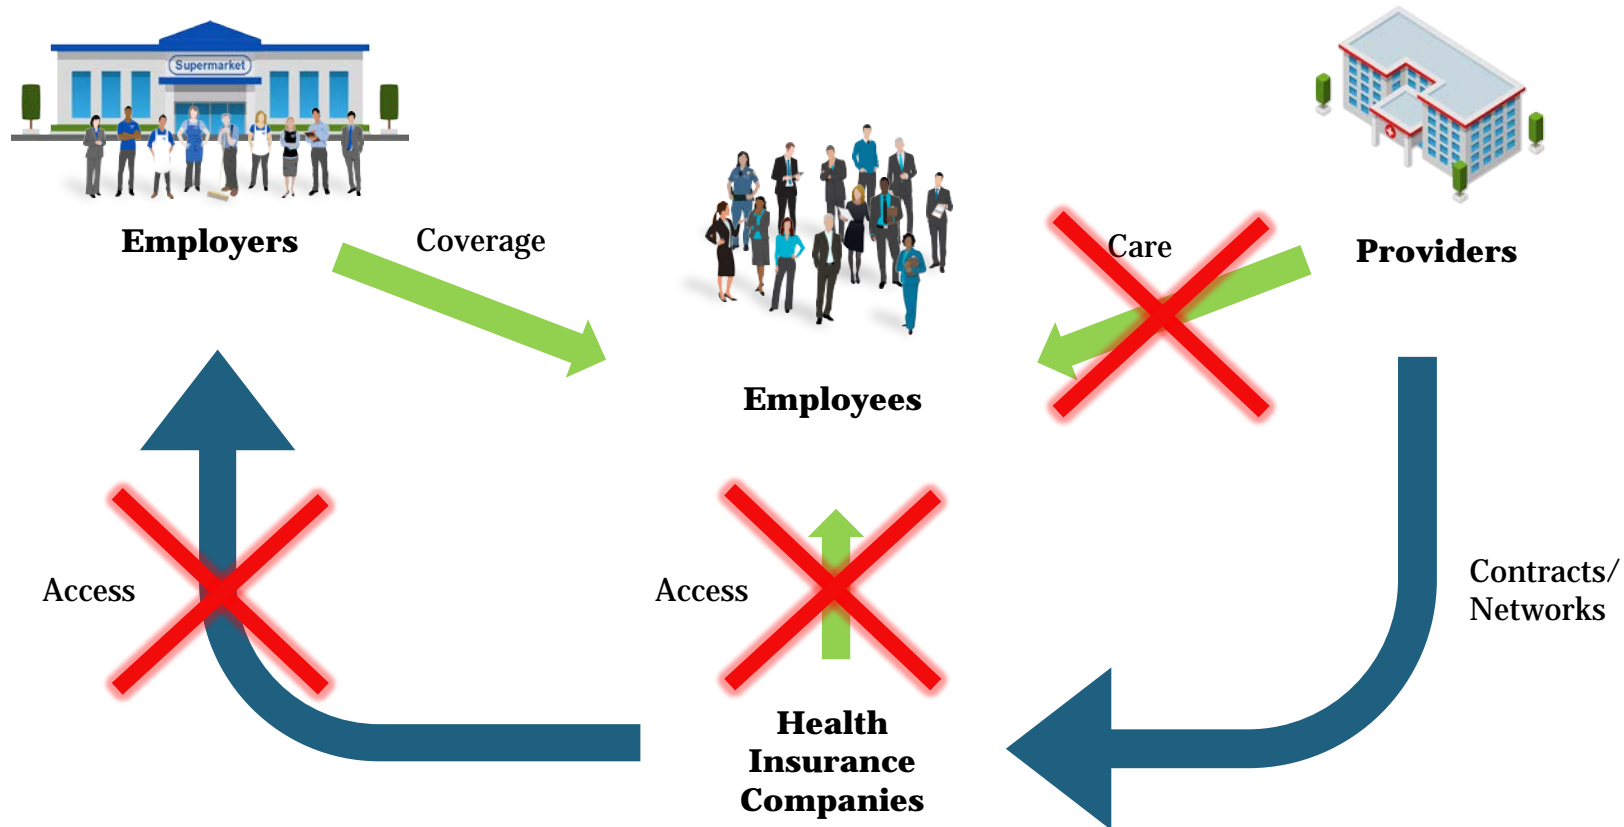 Supermarket
Employers
Coverage
Care
Providers
Employees
Access
Access
Contracts/
Networks
Health
Insurance
Companies